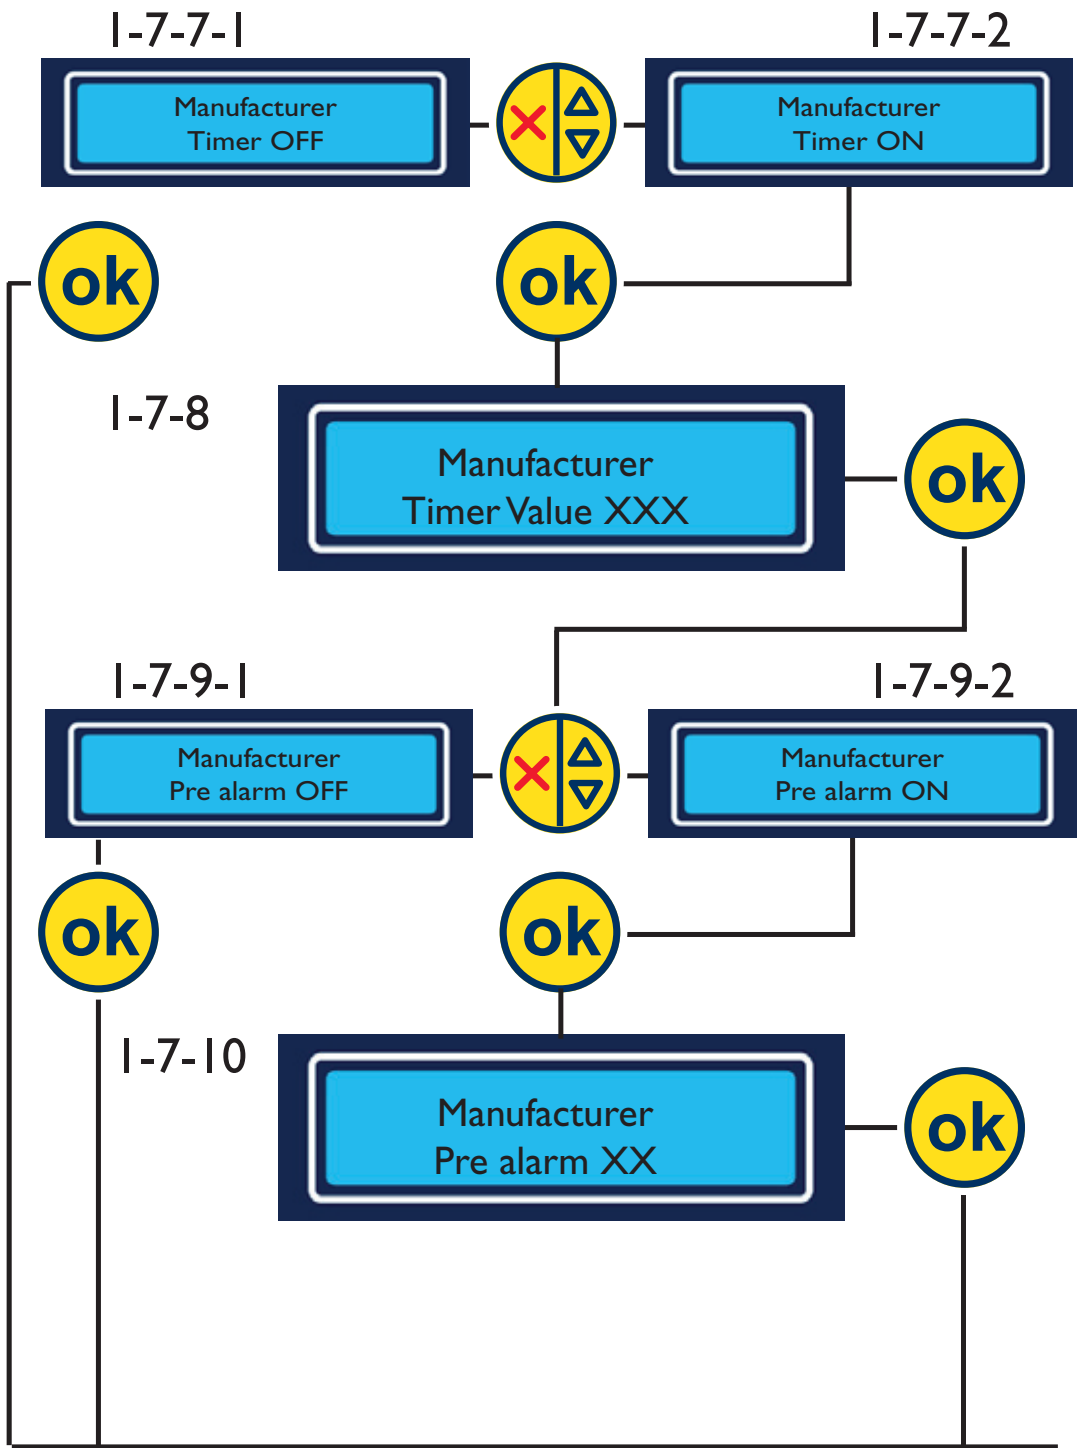 1-7-7-1
1-7-7-2
Manufacturer
Timer OFF
Manufacturer
Timer ON
ok
ok
1-7-8
Manufacturer
Timer Value XXX
ok
1-7-9-1
1-7-9-2
Manufacturer
Pre alarm OFF
Manufacturer
Pre alarm ON
ok
ok
1-7-10
Manufacturer
Pre alarm XX
ok